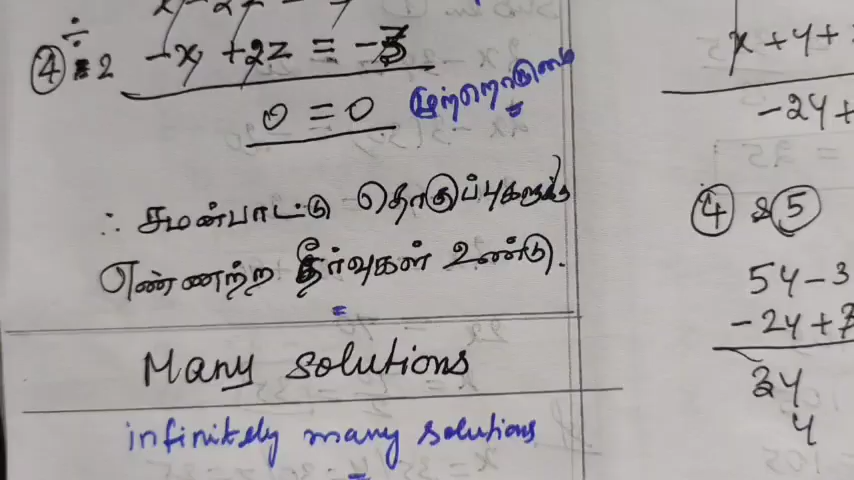 ④ ÷ 2 -x + 2z = -3
0 = 0 முற்றொடுமை
∴ சமன்பாட்டு தொகுப்புகளுக்கு
எண்ணற்ற தீர்வுகள் உண்டு.
Many solutions
infinitely many solutions
x + y +
-2y +
④ & ⑤
5y - 3
-2y + 7
3y
y